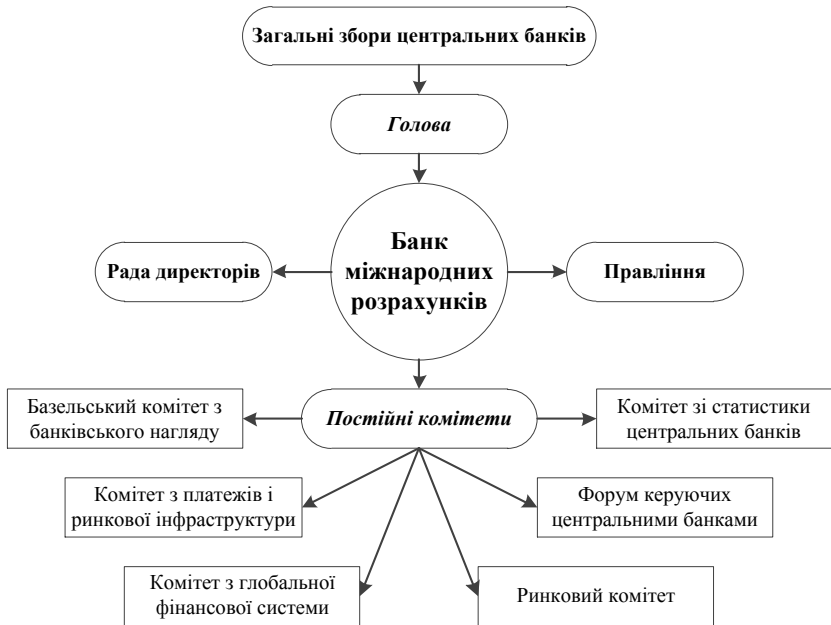 Загальні збори центральних банків
Голова
Банк
міжнародних
розрахунків
Рада директорів
Правління
Постійні комітети
Базельський комітет з
банківського нагляду
Комітет зі статистики
центральних банків
Комітет з платежів і
ринкової інфраструктури
Форум керуючих
центральними банками
Комітет з глобальної
фінансової системи
Ринковий комітет